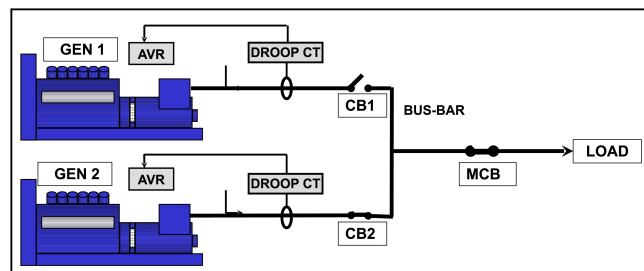 GEN 1
AVR
DROOP CT
CB1
BUS-BAR
LOAD
MCB
GEN 2
AVR
DROOP CT
CB2